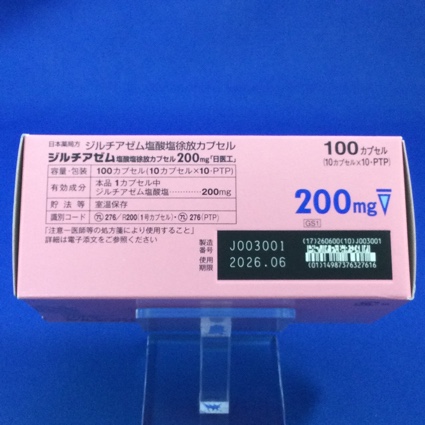 日本薬局方 ジルチアゼム塩酸塩徐放カプセル
ジルチアゼム塩酸塩徐放カプセル200mg「日医工」
容量・包装 100カプセル(10カプセル×10・PTP)
有効成分 本品1カプセル中
ジルチアゼム塩酸塩……………200mg
貯法等 室温保存
識別コード 276/R200(1号カプセル)・276(PTP)
「注意-医師等の処方箋により使用すること」
詳細は電子添文をご参照ください
100カプセル
(10カプセル×10・PTP)
200mg
GS1
製造番号 J003001
使用期限 2026.06
(17)260600(10)J003001
(01)14987376327616